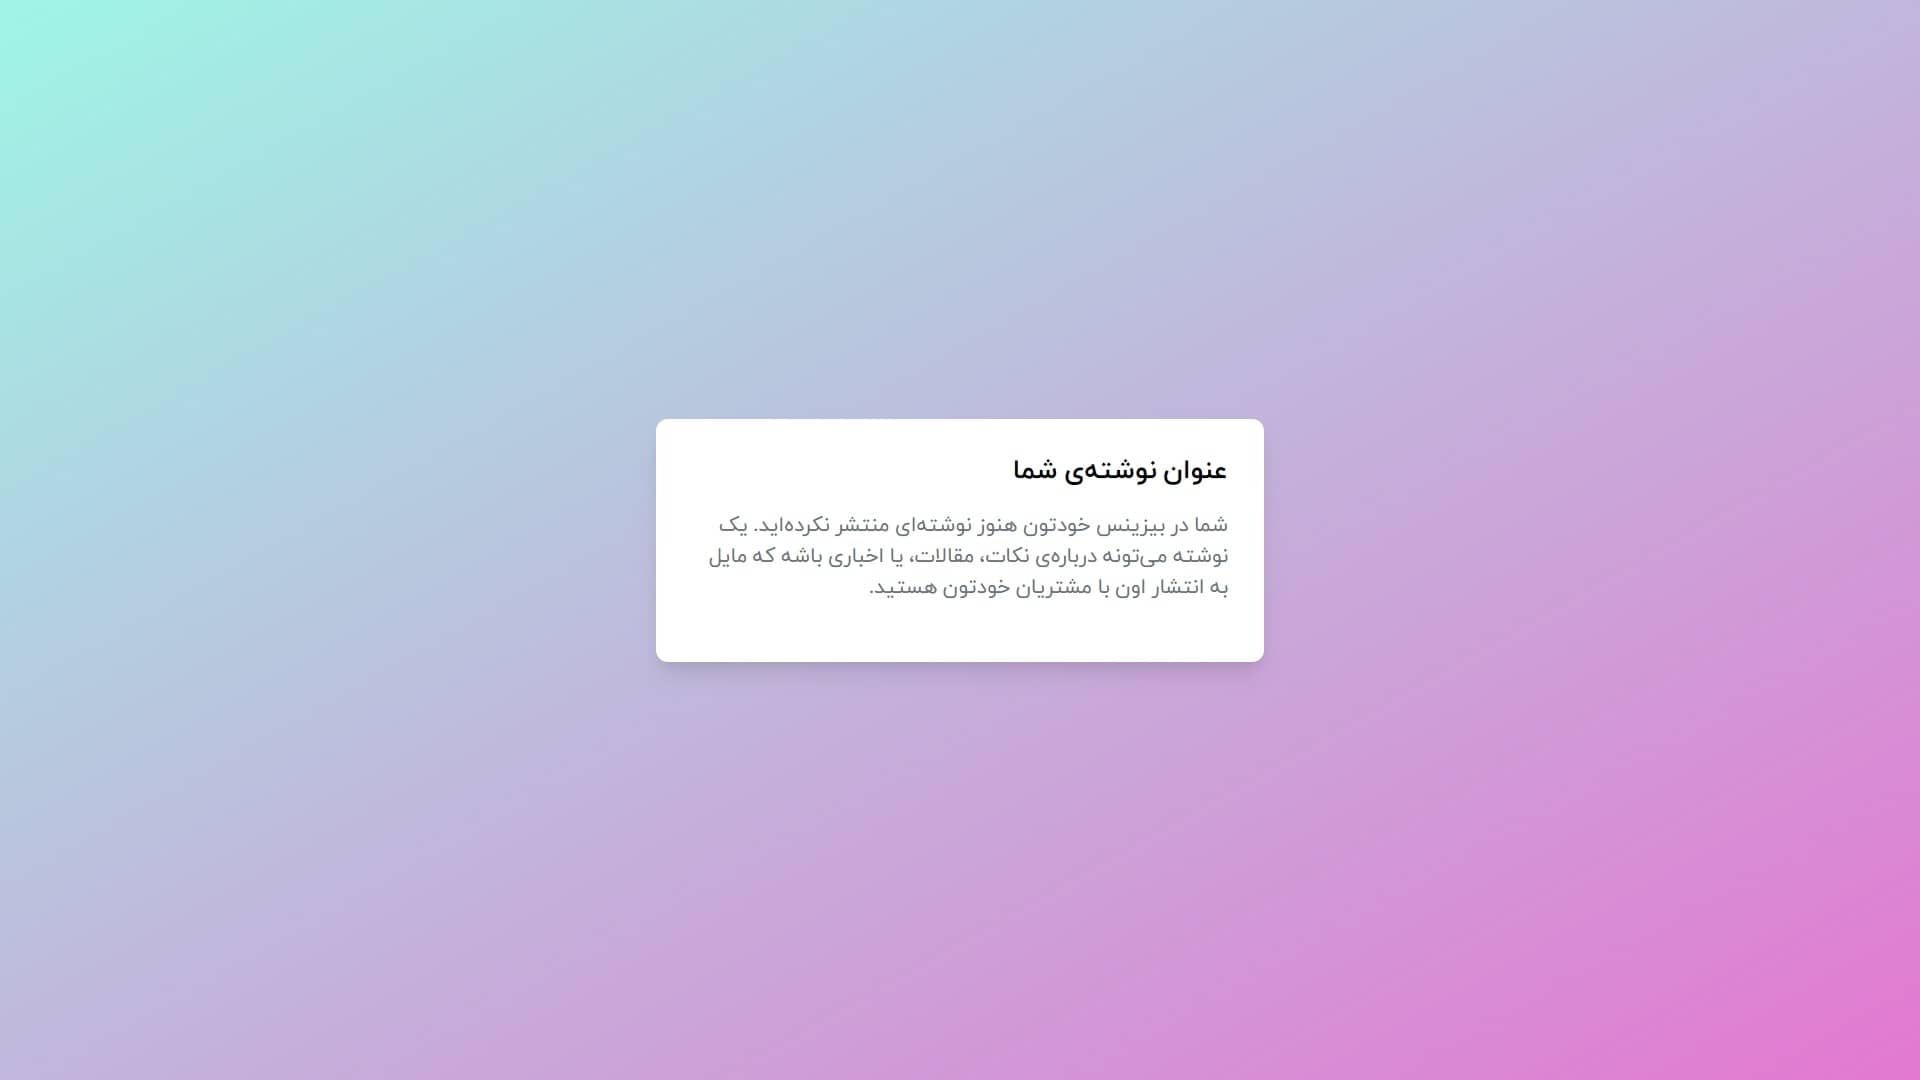 عنوان نوشته‌ی شما
شما در بیزینس خودتون هنوز نوشته‌ای منتشر نکرده‌اید. یک
نوشته می‌تونه درباره‌ی نکات، مقالات، یا اخباری باشه که مایل
به انتشار اون با مشتریان خودتون هستید.